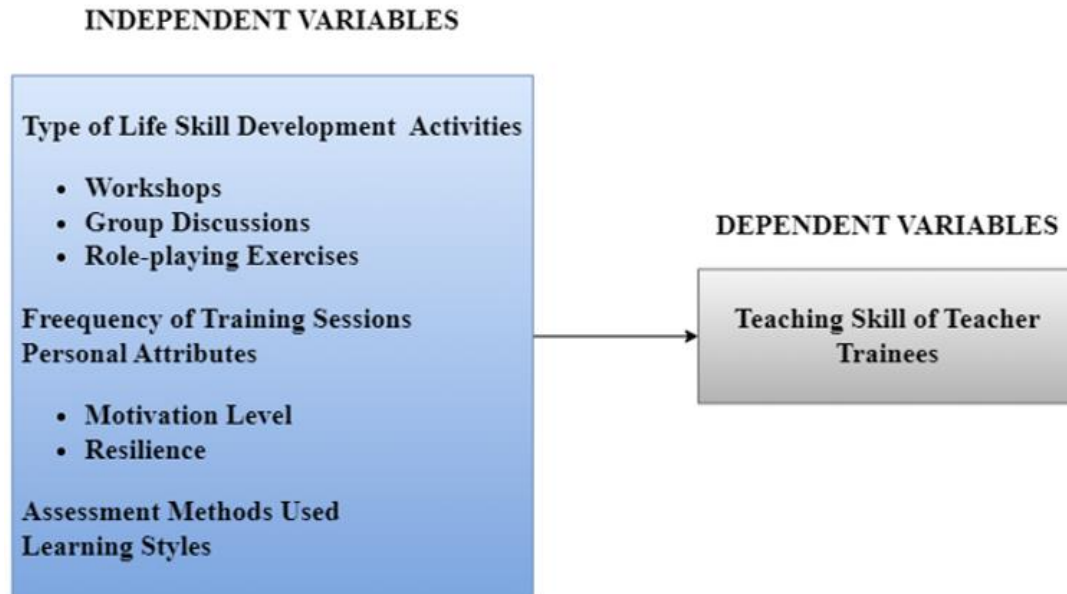 INDEPENDENT VARIABLES
Type of Life Skill Development Activities
• Workshops
• Group Discussions
• Role-playing Exercises
Freequency of Training Sessions
Personal Attributes
• Motivation Level
• Resilience
Assessment Methods Used
Learning Styles
DEPENDENT VARIABLES
Teaching Skill of Teacher
Trainees